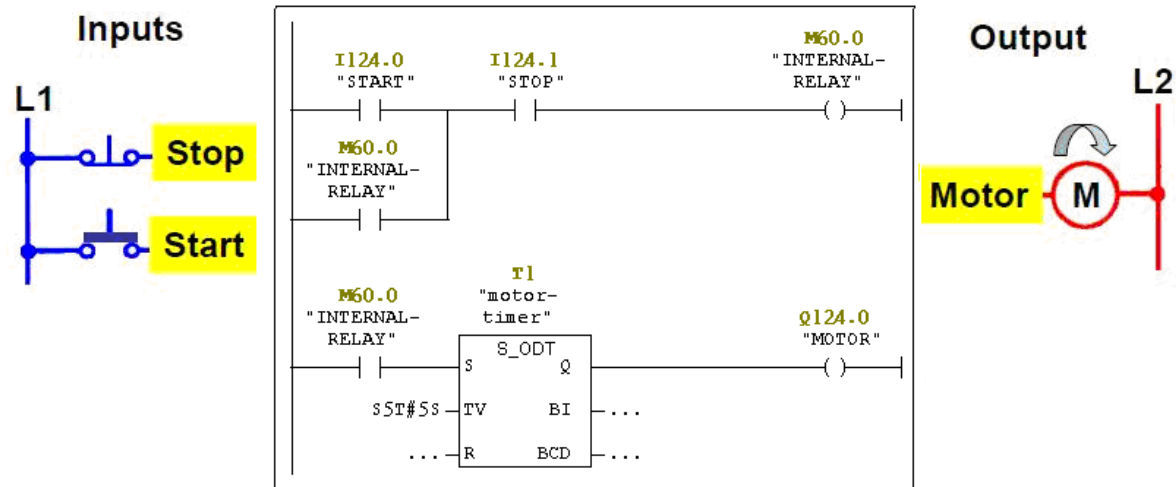 Inputs
L1
Stop
Start
I124.0
"START"
I124.1
"STOP"
M60.0
"INTERNAL-
RELAY"
( )
M60.0
"INTERNAL-
RELAY"
M60.0
"INTERNAL-
RELAY"
T1
"motor-
timer"
S_ODT
S
Q
Q124.0
"MOTOR"
( )
S5T#5S
TV
BI
...
...
R
BCD
...
Output
L2
Motor
M